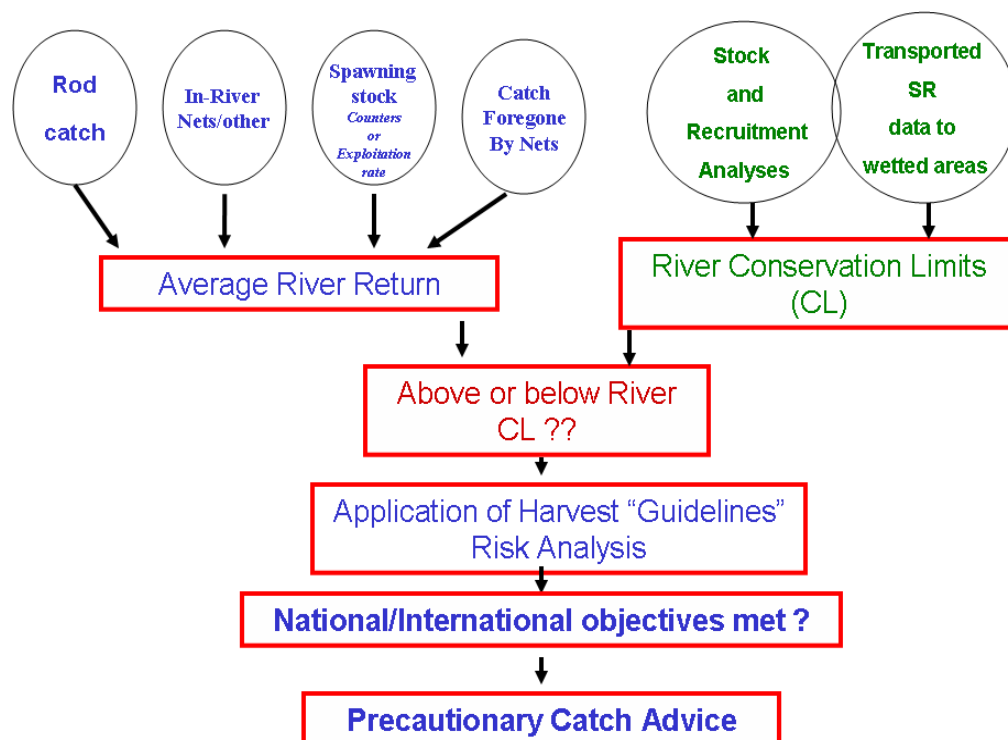 Rod
catch
In-River
Nets/other
Spawning
stock
Counters
or
Exploitation
rate
Catch
Foregone
By Nets
Stock
and
Recruitment
Analyses
Transported
SR
data to
wetted areas
Average River Return
River Conservation Limits
(CL)
Above or below River
CL ??
Application of Harvest “Guidelines”
Risk Analysis
National/International objectives met ?
Precautionary Catch Advice